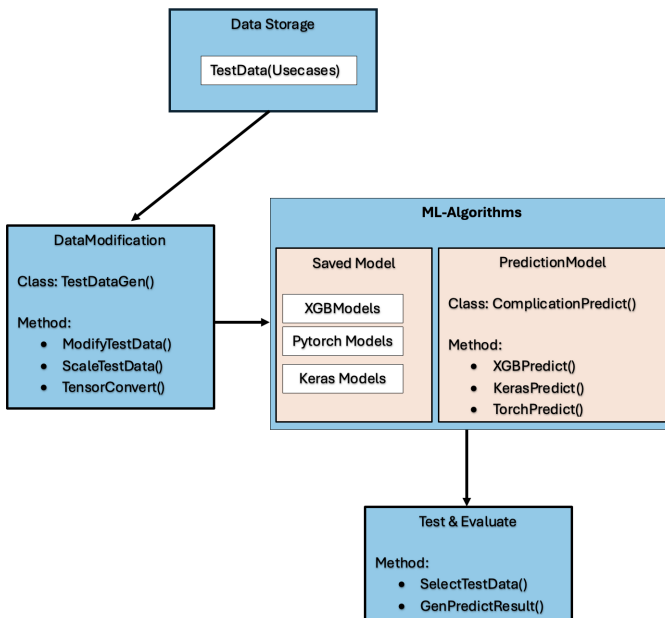 Data Storage
TestData(Usecases)
DataModification
Class: TestDataGen()
Method:
• ModifyTestData()
• ScaleTestData()
• TensorConvert()
ML-Algorithms
Saved Model
XGBModels
Pytorch Models
Keras Models
PredictionModel
Class: ComplicationPredict()
Method:
• XGBPredict()
• KerasPredict()
• TorchPredict()
Test & Evaluate
Method:
• SelectTestData()
• GenPredictResult()